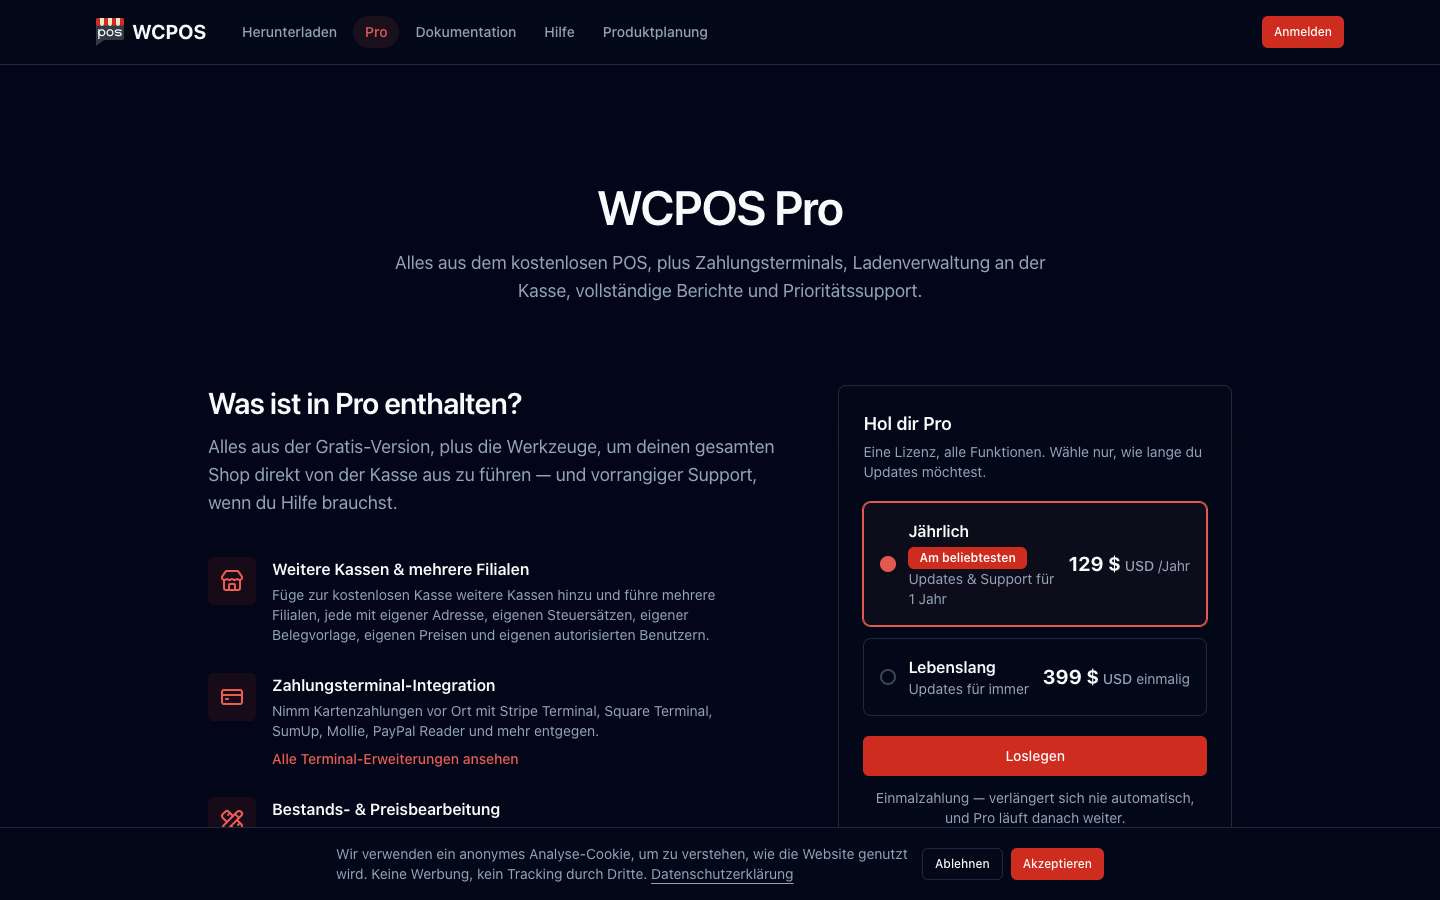 pos WCPOS Herunterladen Pro Dokumentation Hilfe Produktplanung Anmelden
WCPOS Pro
Alles aus dem kostenlosen POS, plus Zahlungsterminals, Ladenverwaltung an der
Kasse, vollständige Berichte und Prioritätssupport.
Was ist in Pro enthalten?
Alles aus der Gratis-Version, plus die Werkzeuge, um deinen gesamten
Shop direkt von der Kasse aus zu führen — und vorrangiger Support,
wenn du Hilfe brauchst.
Weitere Kassen & mehrere Filialen
Füge zur kostenlosen Kasse weitere Kassen hinzu und führe mehrere
Filialen, jede mit eigener Adresse, eigenen Steuersätzen, eigener
Belegvorlage, eigenen Preisen und eigenen autorisierten Benutzern.
Zahlungsterminal-Integration
Nimm Kartenzahlungen vor Ort mit Stripe Terminal, Square Terminal,
SumUp, Mollie, PayPal Reader und mehr entgegen.
Alle Terminal-Erweiterungen ansehen
Bestands- & Preisbearbeitung
Hol dir Pro
Eine Lizenz, alle Funktionen. Wähle nur, wie lange du
Updates möchtest.
Jährlich
Am beliebtesten
Updates & Support für
1 Jahr
129 $ USD /Jahr
Lebenslang
Updates für immer
399 $ USD einmalig
Loslegen
Einmalzahlung — verlängert sich nie automatisch,
und Pro läuft danach weiter.
Wir verwenden ein anonymes Analyse-Cookie, um zu verstehen, wie die Website genutzt
wird. Keine Werbung, kein Tracking durch Dritte. Datenschutzerklärung
Ablehnen
Akzeptieren